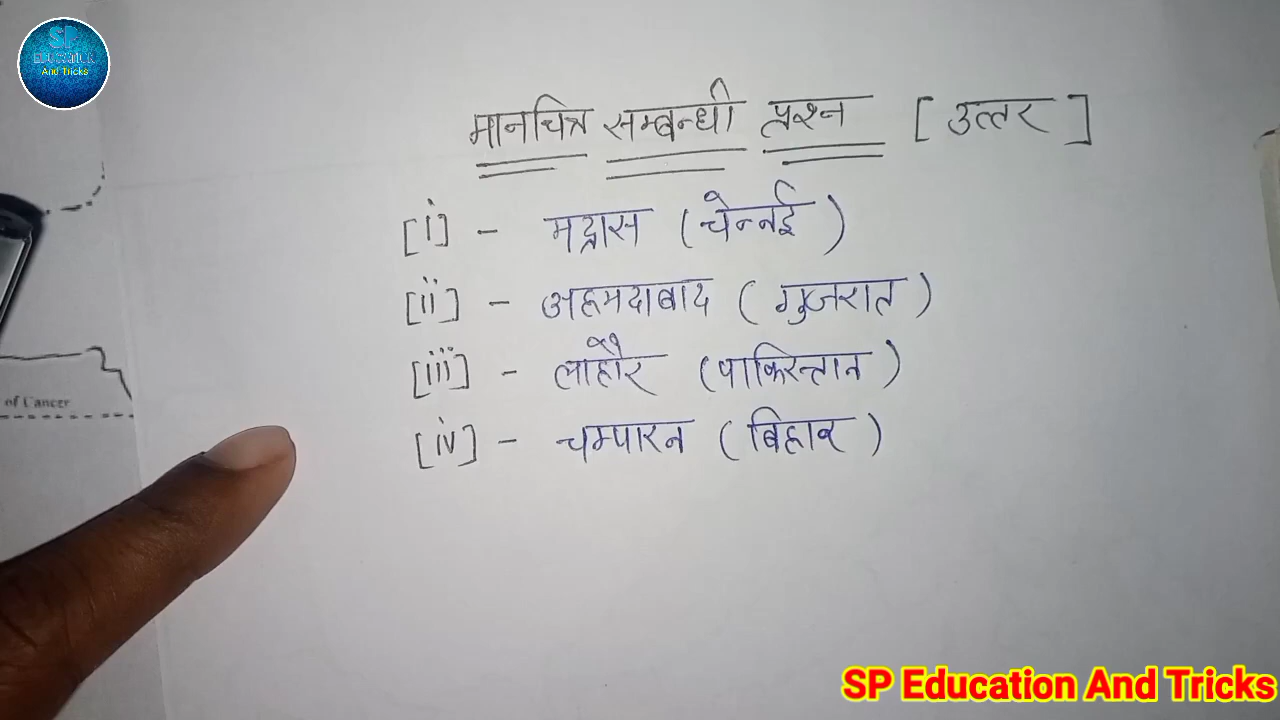 SP
EDUCATION
And Tricks
मानचित्र सम्बन्धी प्रश्न [उत्तर]
[i] - मद्रास (चेन्नई)
[ii] - अहमदाबाद (गुजरात)
[iii] - लाहौर (पाकिस्तान)
[iv] - चम्पारन (बिहार)
of Cancer
SP Education And Tricks